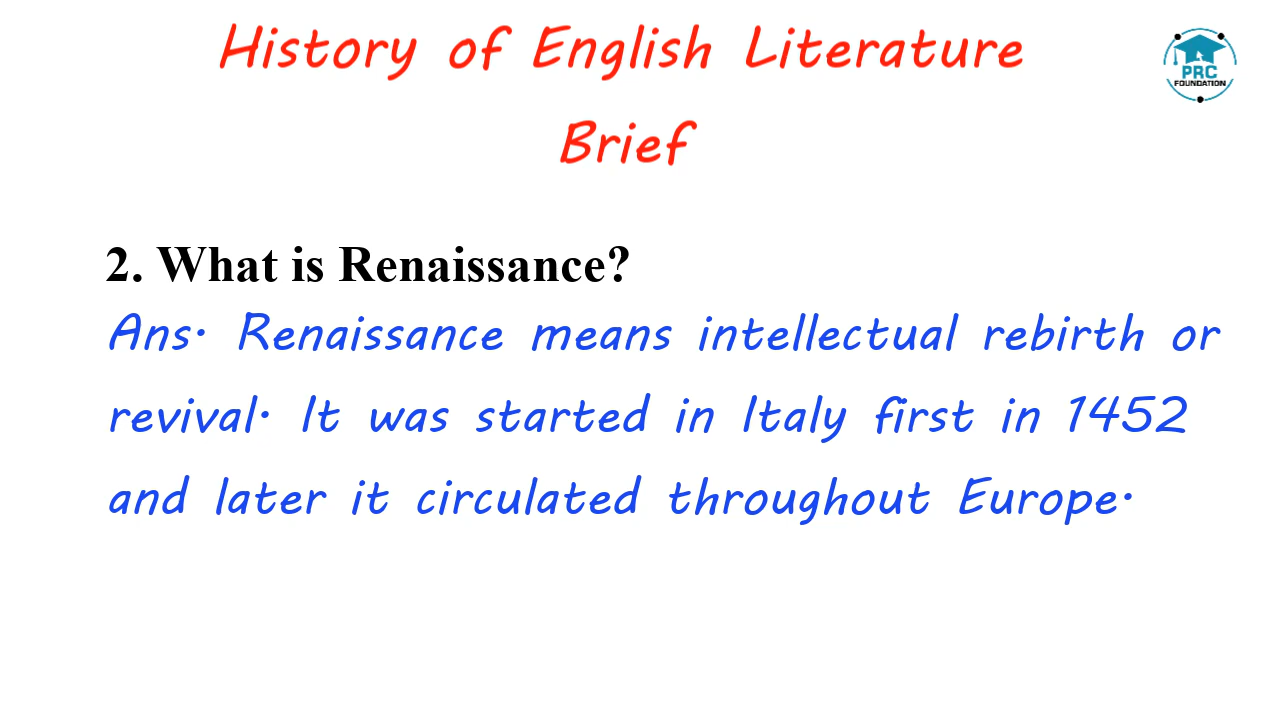 History of English Literature
Brief
PRC
FOUNDATION
2. What is Renaissance?
Ans. Renaissance means intellectual rebirth or
revival. It was started in Italy first in 1452
and later it circulated throughout Europe.